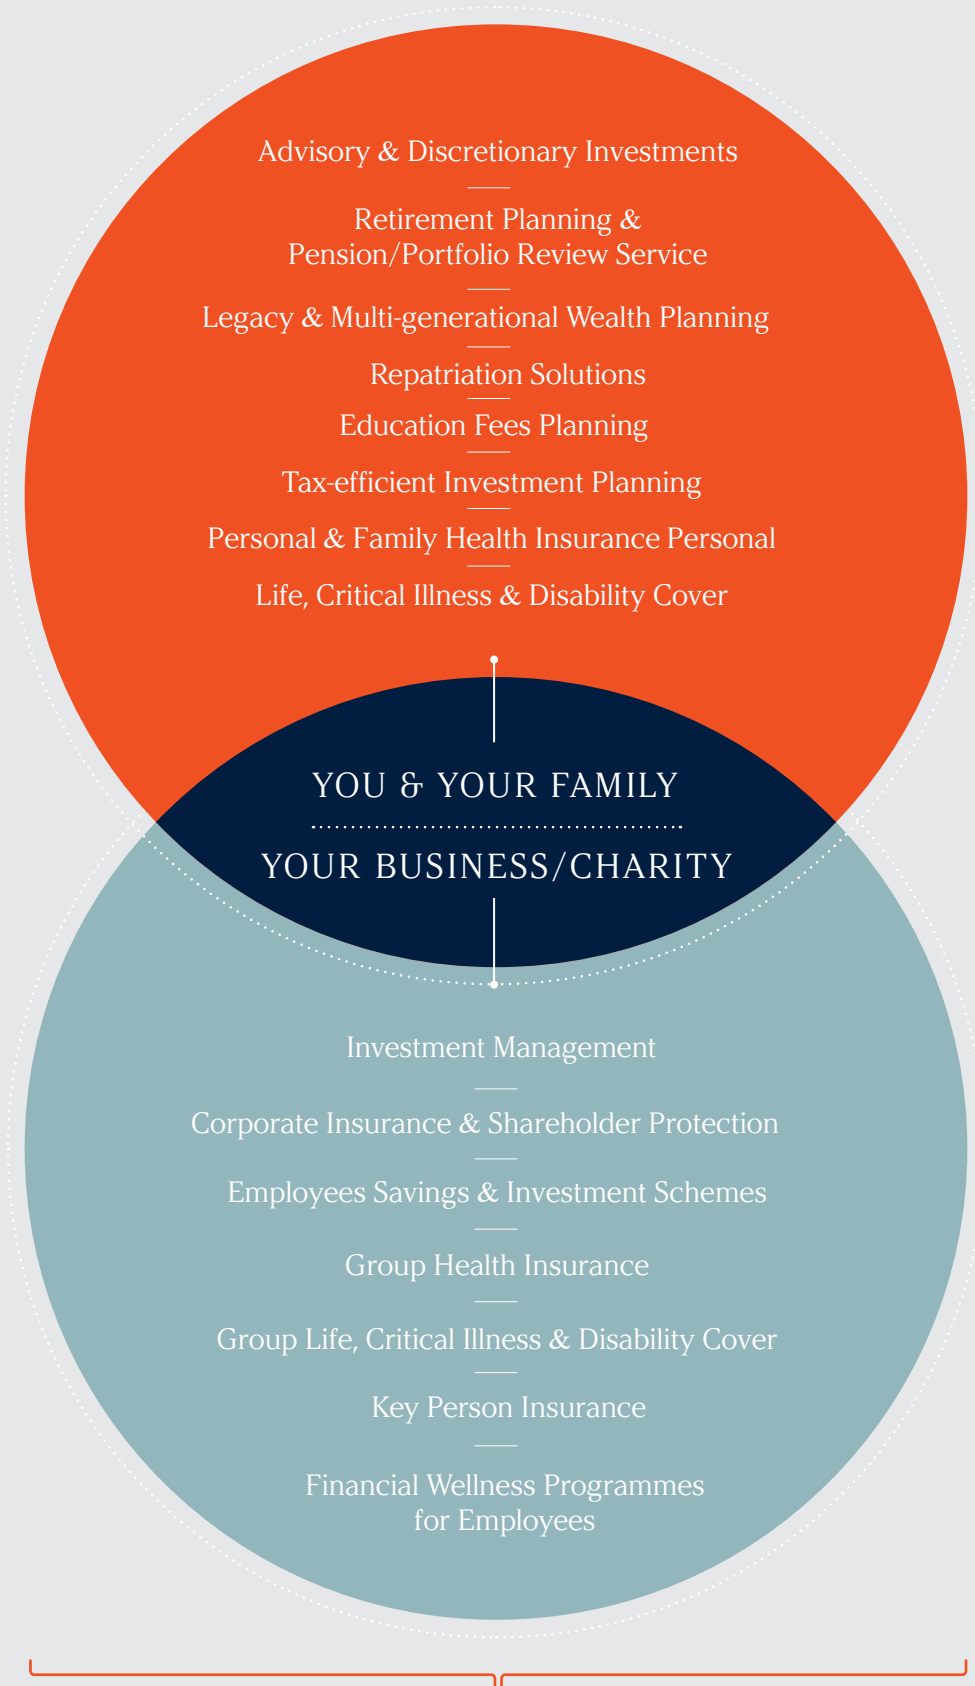 Advisory & Discretionary Investments
Retirement Planning &
Pension/Portfolio Review Service
Legacy & Multi-generational Wealth Planning
Repatriation Solutions
Education Fees Planning
Tax-efficient Investment Planning
Personal & Family Health Insurance Personal
Life, Critical Illness & Disability Cover
YOU & YOUR FAMILY
YOUR BUSINESS/CHARITY
Investment Management
Corporate Insurance & Shareholder Protection
Employees Savings & Investment Schemes
Group Health Insurance
Group Life, Critical Illness & Disability Cover
Key Person Insurance
Financial Wellness Programmes
for Employees